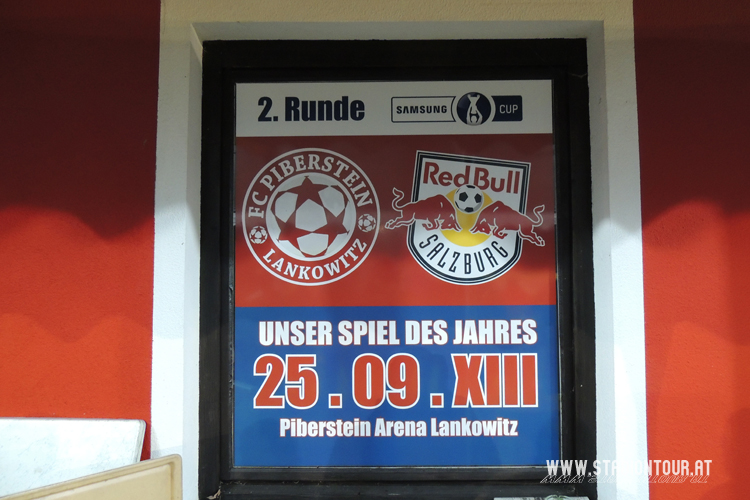 2. Runde
SAMSUNG CUP
FC PIBERSTEIN
LANKOWITZ
Red Bull
SALZBURG
UNSER SPIEL DES JAHRES
25 . 09 . XIII
Piberstein Arena Lankowitz
WWW.STADIONTOUR.AT